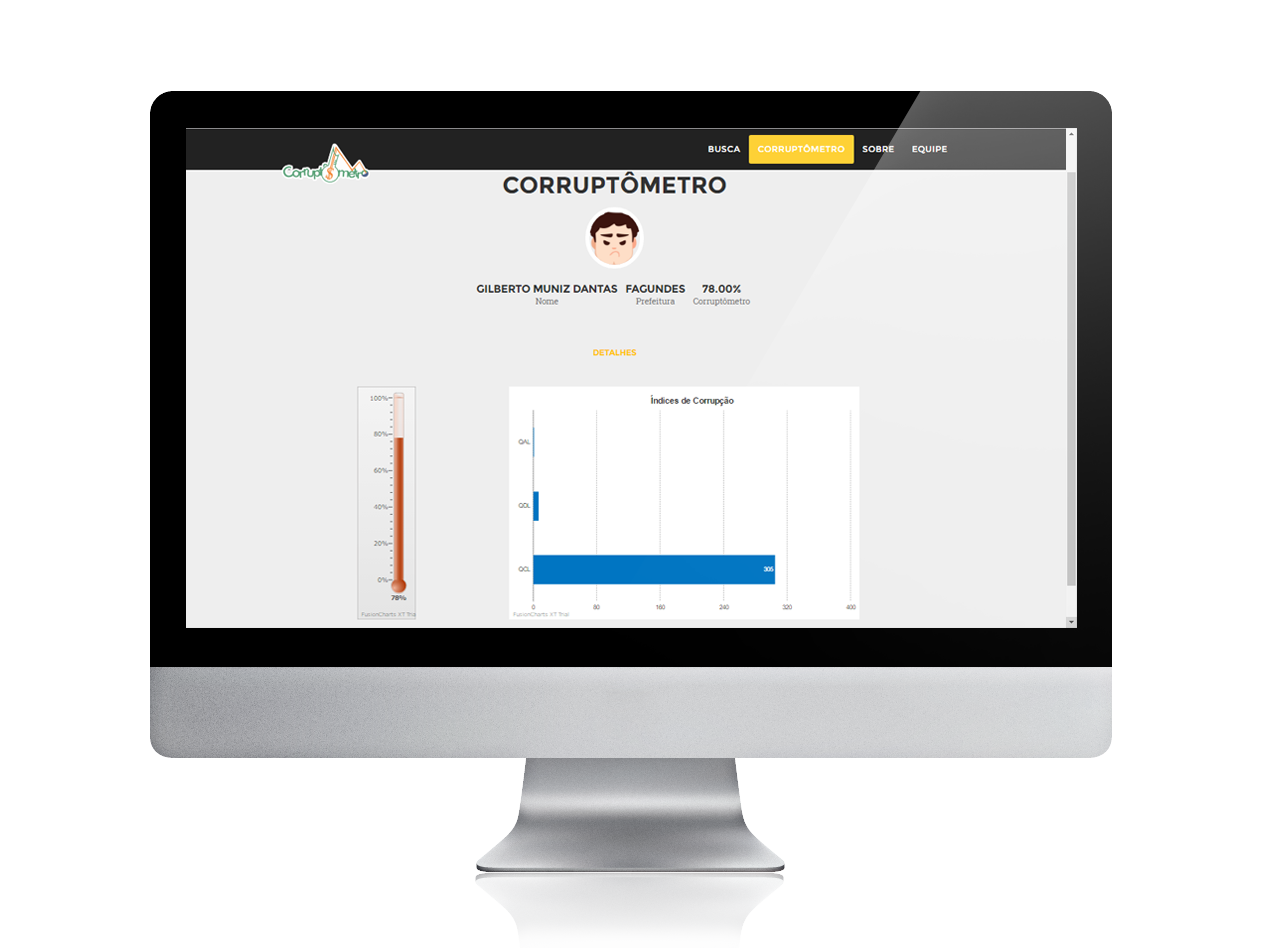 Corruptômetro
BUSCA CORRUPTÔMETRO SOBRE EQUIPE
CORRUPTÔMETRO
GILBERTO MUNIZ DANTAS FAGUNDES 78.00%
Nome Prefeitura Corruptômetro
DETALHES
100%
80%
60%
40%
20%
0%
78%
FusionCharts XT Trial
Índices de Corrupção
QAL
QDL
QCL
305
0 80 160 240 320 400
FusionCharts XT Trial